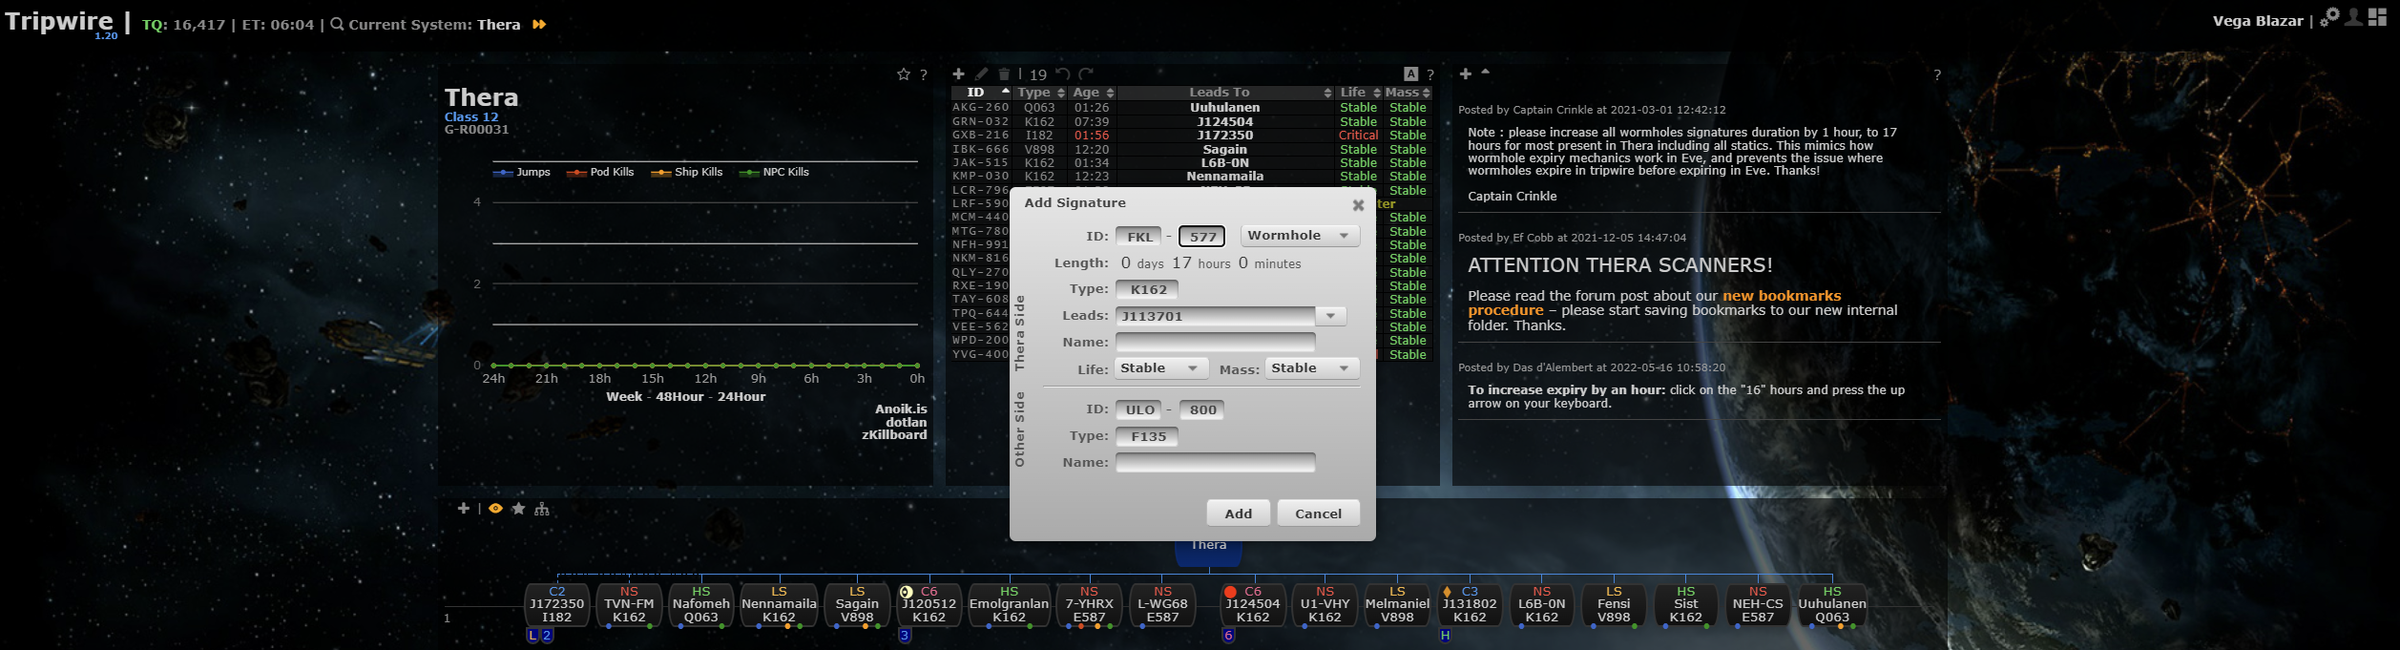 Tripwire | TQ: 16,417 | ET: 06:04 | Current System: Thera
1.20
Vega Blazar |
Thera
Class 12
G-R00031
Jumps Pod Kills Ship Kills NPC Kills
4
2
0
24h 21h 18h 15h 12h 9h 6h 3h 0h
Week - 48Hour - 24Hour
Anoik.is
dotlan
zKillboard
| 19 A ?
ID Type Age Leads To Life Mass
AKG-260 Q063 01:26 Uuhulanen Stable Stable
GRN-032 K162 07:39 J124504 Stable Stable
GXB-216 I182 01:56 J172350 Critical Stable
IBK-666 V898 12:20 Sagain Stable Stable
JAK-515 K162 01:34 L6B-0N Stable Stable
KMP-030 K162 12:23 Nennamaila Stable Stable
LCR-796 Stable
LRF-590 ter
MCM-440 Stable
MTG-780 Stable
NFH-991 Stable
NKM-816 Stable
QLY-270 Stable
RXE-190 Stable
TAY-608 Stable
TPQ-644 Stable
VEE-562 Stable
WPD-200 Stable
YVG-400 Stable
Add Signature
ID: FKL - 577 Wormhole
Length: 0 days 17 hours 0 minutes
Thera Side
Type: K162
Leads: J113701
Name:
Life: Stable Mass: Stable
Other Side
ID: ULO - 800
Type: F135
Name:
Add Cancel
?
Posted by Captain Crinkle at 2021-03-01 12:42:12
Note : please increase all wormholes signatures duration by 1 hour, to 17
hours for most present in Thera including all statics. This mimics how
wormhole expiry mechanics work in Eve, and prevents the issue where
wormholes expire in tripwire before expiring in Eve. Thanks!
Captain Crinkle
Posted by Ef Cobb at 2021-12-05 14:47:04
ATTENTION THERA SCANNERS!
Please read the forum post about our new bookmarks
procedure – please start saving bookmarks to our new internal
folder. Thanks.
Posted by Das d'Alembert at 2022-05-16 10:58:20
To increase expiry by an hour: click on the "16" hours and press the up
arrow on your keyboard.
Thera
1
C2 NS HS LS LS C6 HS NS NS C6 NS LS C3 NS LS HS NS HS
J172350 TVN-FM Nafomeh Nennamaila Sagain J120512 Emolgranlan 7-YHRX L-WG68 J124504 U1-VHY Melmaniel J131802 L6B-0N Fensi Sist NEH-CS Uuhulanen
I182 K162 Q063 K162 V898 K162 K162 E587 E587 K162 K162 V898 K162 K162 V898 K162 E587 Q063
L 2 3 6 H